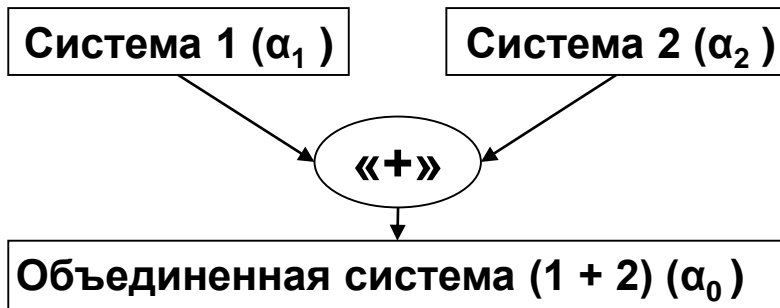 Система 1 (α₁ )
Система 2 (α₂ )
«+»
Объединенная система (1 + 2) (α₀ )